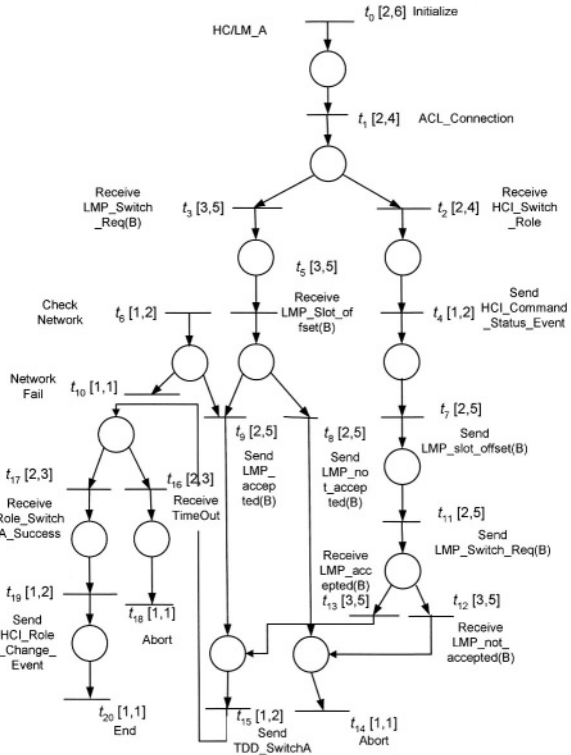 t0 [2,6] Initialize
HC/LM_A
t1 [2,4] ACL_Connection
Receive
LMP_Switch
_Req(B)
t3 [3,5]
t2 [2,4]
Receive
HCI_Switch
_Role
t5 [3,5]
Receive
LMP_Slot_of
fset(B)
Check
Network
t6 [1,2]
t4 [1,2]
Send
HCI_Command
_Status_Event
Network
Fail
t10 [1,1]
t9 [2,5]
Send
LMP_
accep
ted(B)
t8 [2,5]
Send
LMP_no
t_accep
ted(B)
t7 [2,5]
Send
LMP_slot_offset(B)
t17 [2,3]
Receive
Role_Switch
A_Success
t16 [2,3]
Receive
TimeOut
t11 [2,5]
Send
LMP_Switch_Req(B)
Receive
LMP_acc
epted(B)
t13 [3,5]
t12 [3,5]
Receive
LMP_not_
accepted(B)
t19 [1,2]
Send
HCI_Role
_Change_
Event
t18 [1,1]
Abort
t20 [1,1]
End
t15 [1,2]
Send
TDD_SwitchA
t14 [1,1]
Abort